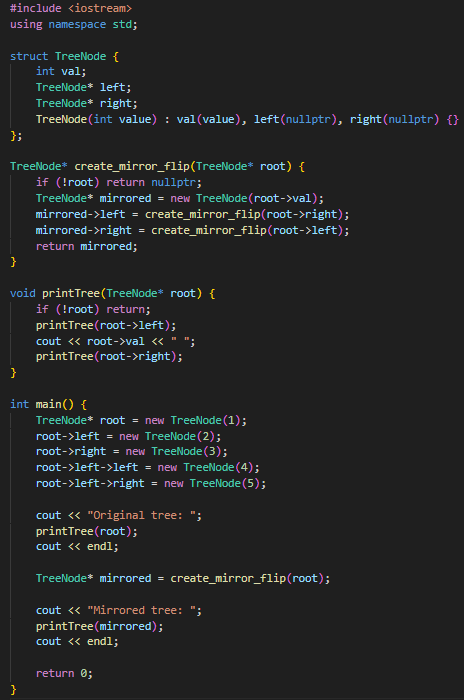 #include <iostream>
using namespace std;

struct TreeNode {
    int val;
    TreeNode* left;
    TreeNode* right;
    TreeNode(int value) : val(value), left(nullptr), right(nullptr) {}
};

TreeNode* create_mirror_flip(TreeNode* root) {
    if (!root) return nullptr;
    TreeNode* mirrored = new TreeNode(root->val);
    mirrored->left = create_mirror_flip(root->right);
    mirrored->right = create_mirror_flip(root->left);
    return mirrored;
}

void printTree(TreeNode* root) {
    if (!root) return;
    printTree(root->left);
    cout << root->val << " ";
    printTree(root->right);
}

int main() {
    TreeNode* root = new TreeNode(1);
    root->left = new TreeNode(2);
    root->right = new TreeNode(3);
    root->left->left = new TreeNode(4);
    root->left->right = new TreeNode(5);

    cout << "Original tree: ";
    printTree(root);
    cout << endl;

    TreeNode* mirrored = create_mirror_flip(root);

    cout << "Mirrored tree: ";
    printTree(mirrored);
    cout << endl;

    return 0;
}